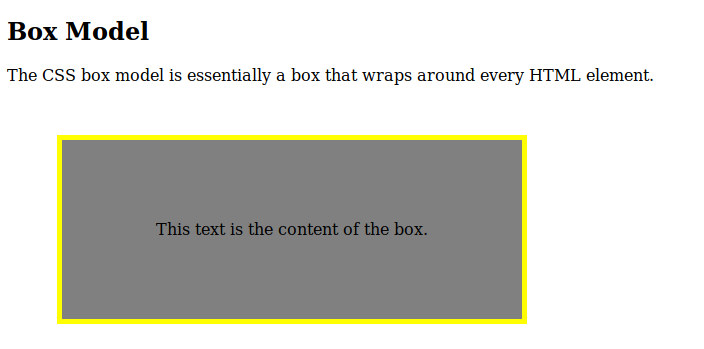 Box Model
The CSS box model is essentially a box that wraps around every HTML element.
This text is the content of the box.